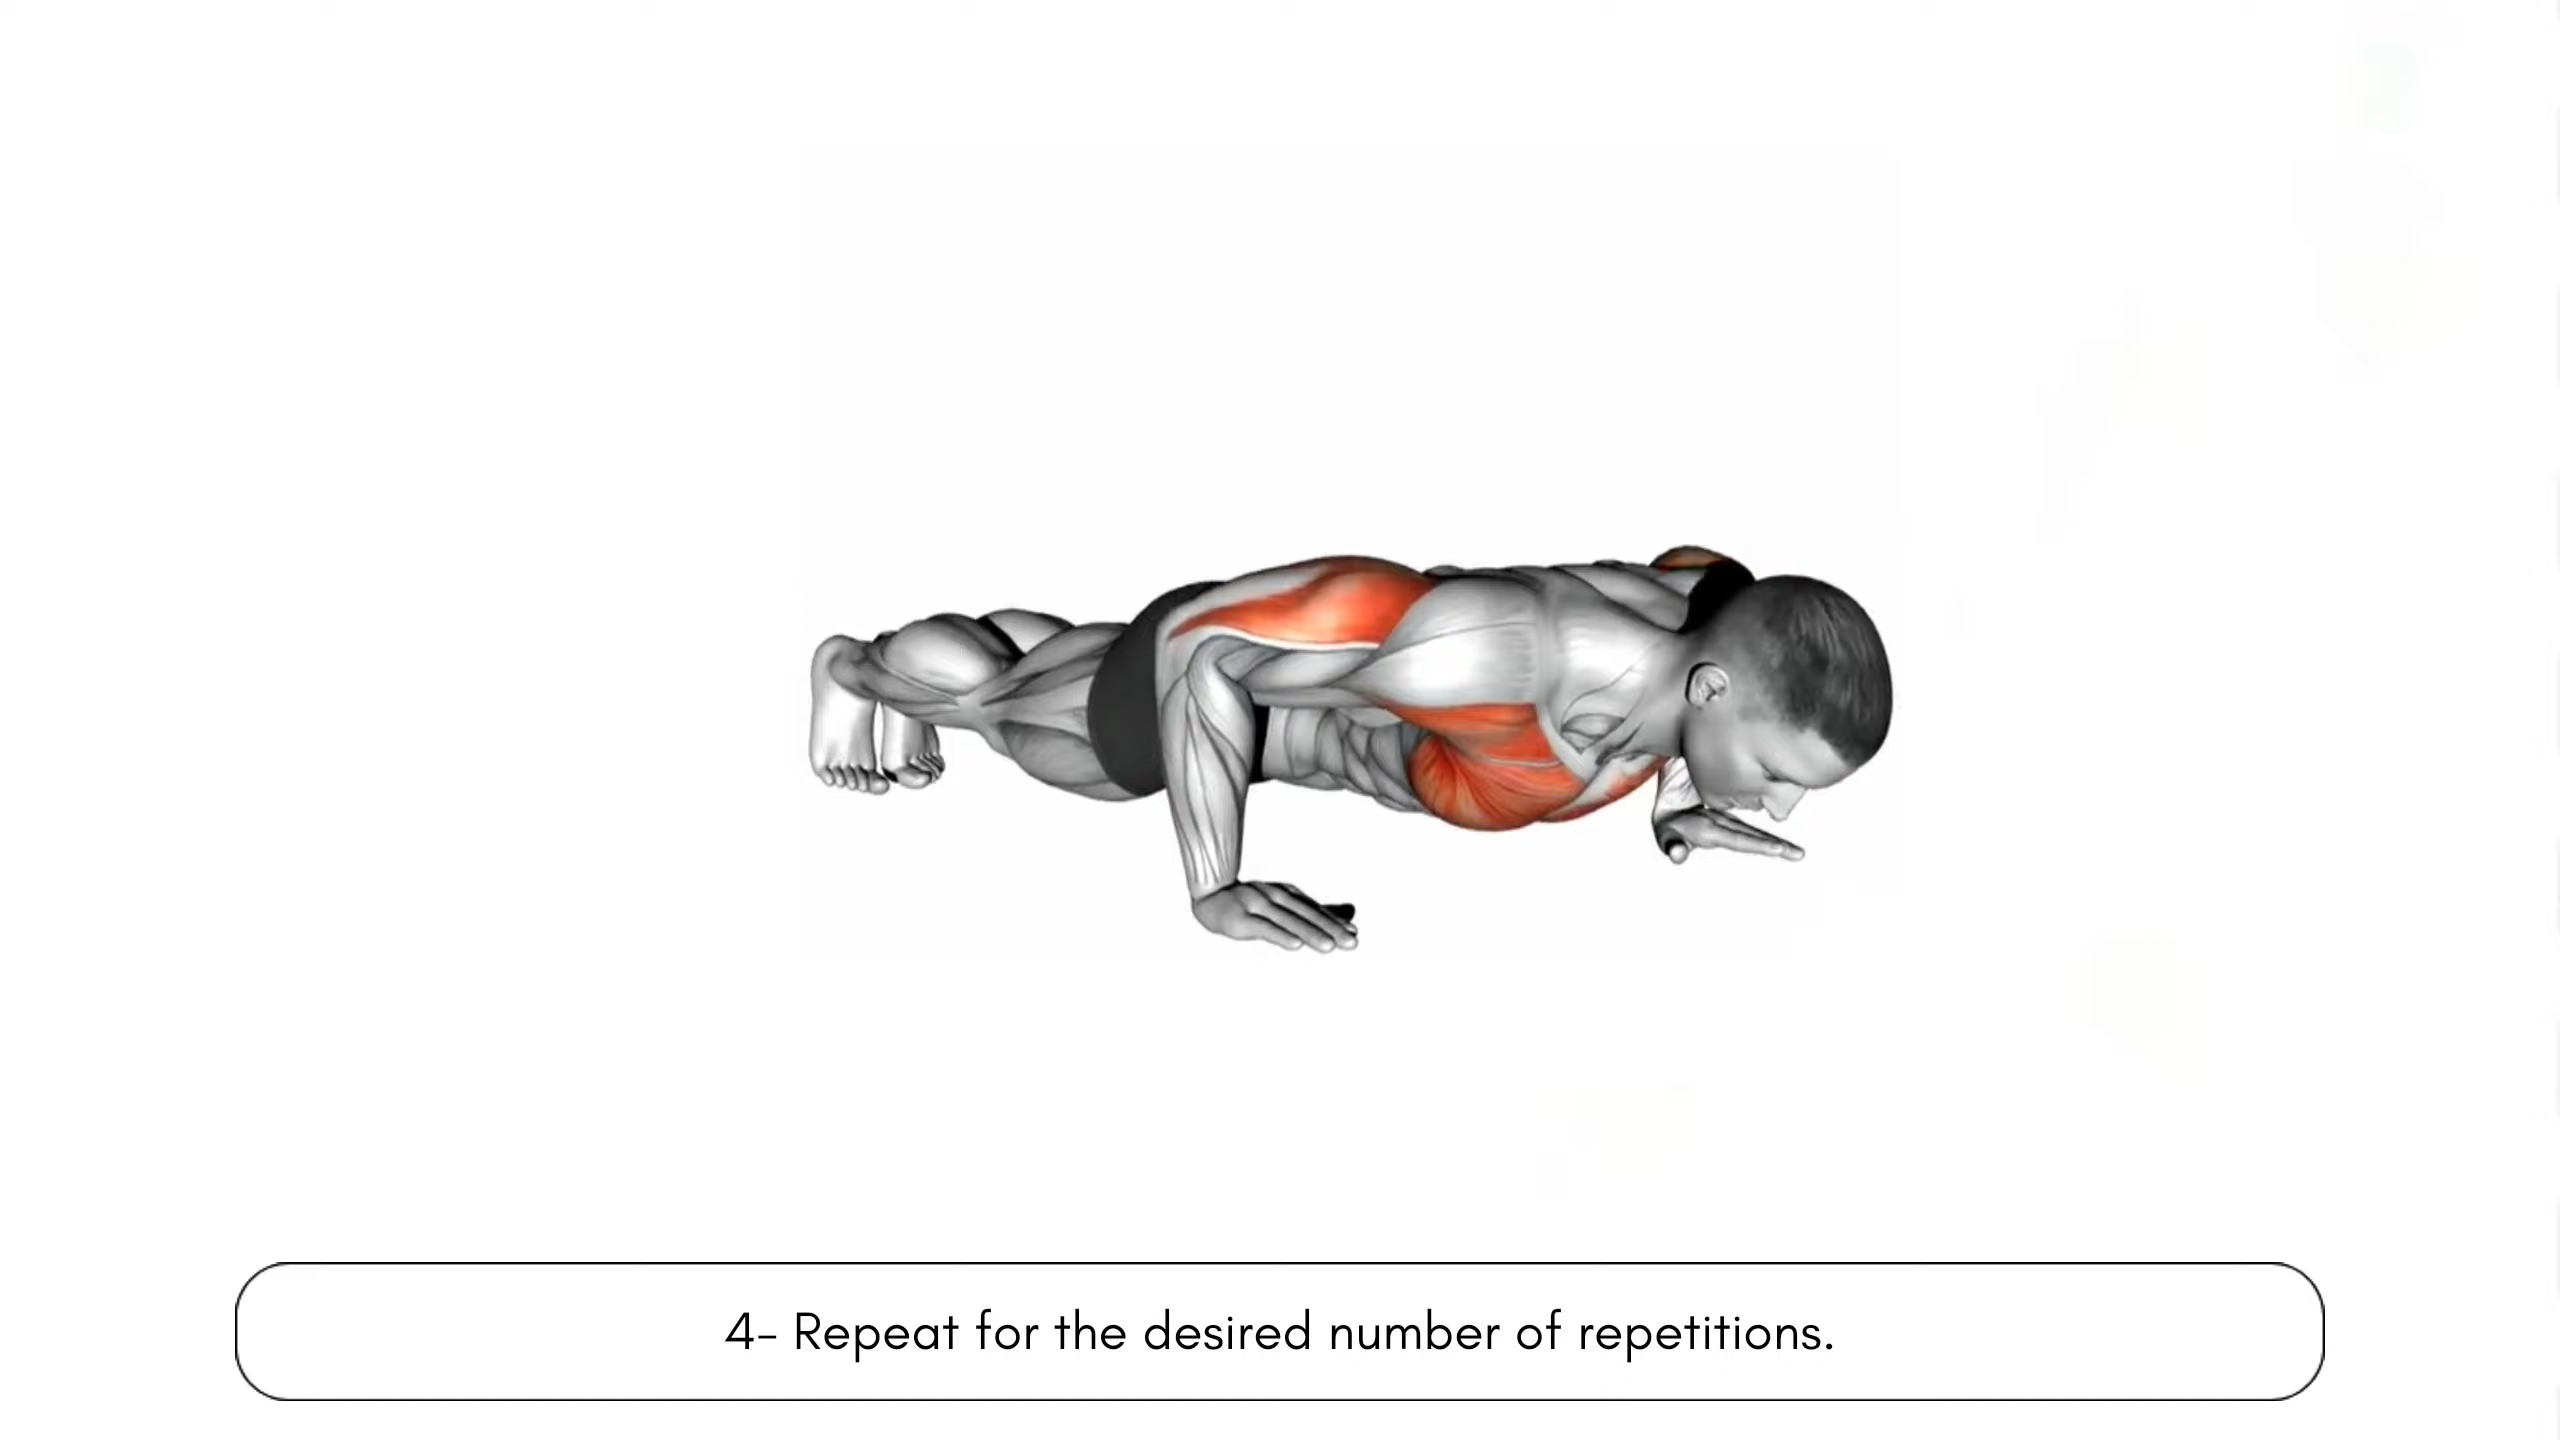 4- Repeat for the desired number of repetitions.